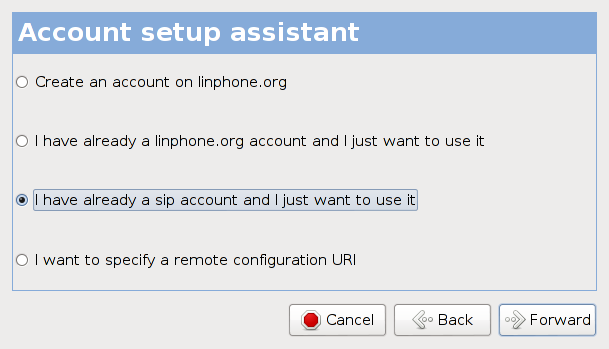 Account setup assistant
Create an account on linphone.org
I have already a linphone.org account and I just want to use it
I have already a sip account and I just want to use it
I want to specify a remote configuration URI
Cancel
Back
Forward